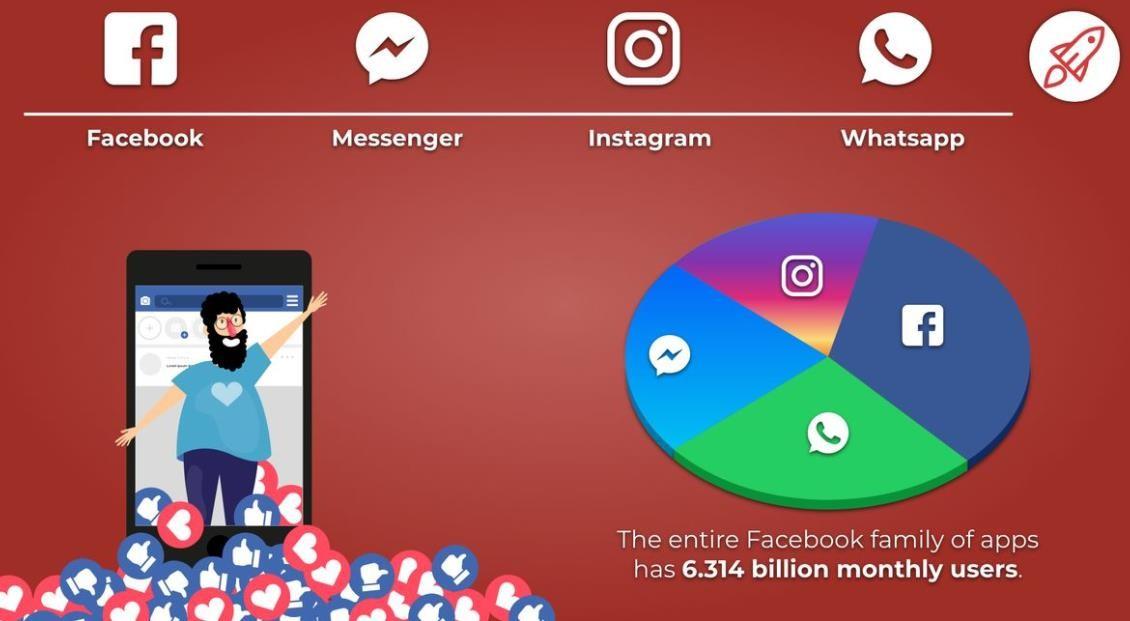 Facebook
Messenger
Instagram
Whatsapp
The entire Facebook family of apps
has 6.314 billion monthly users.